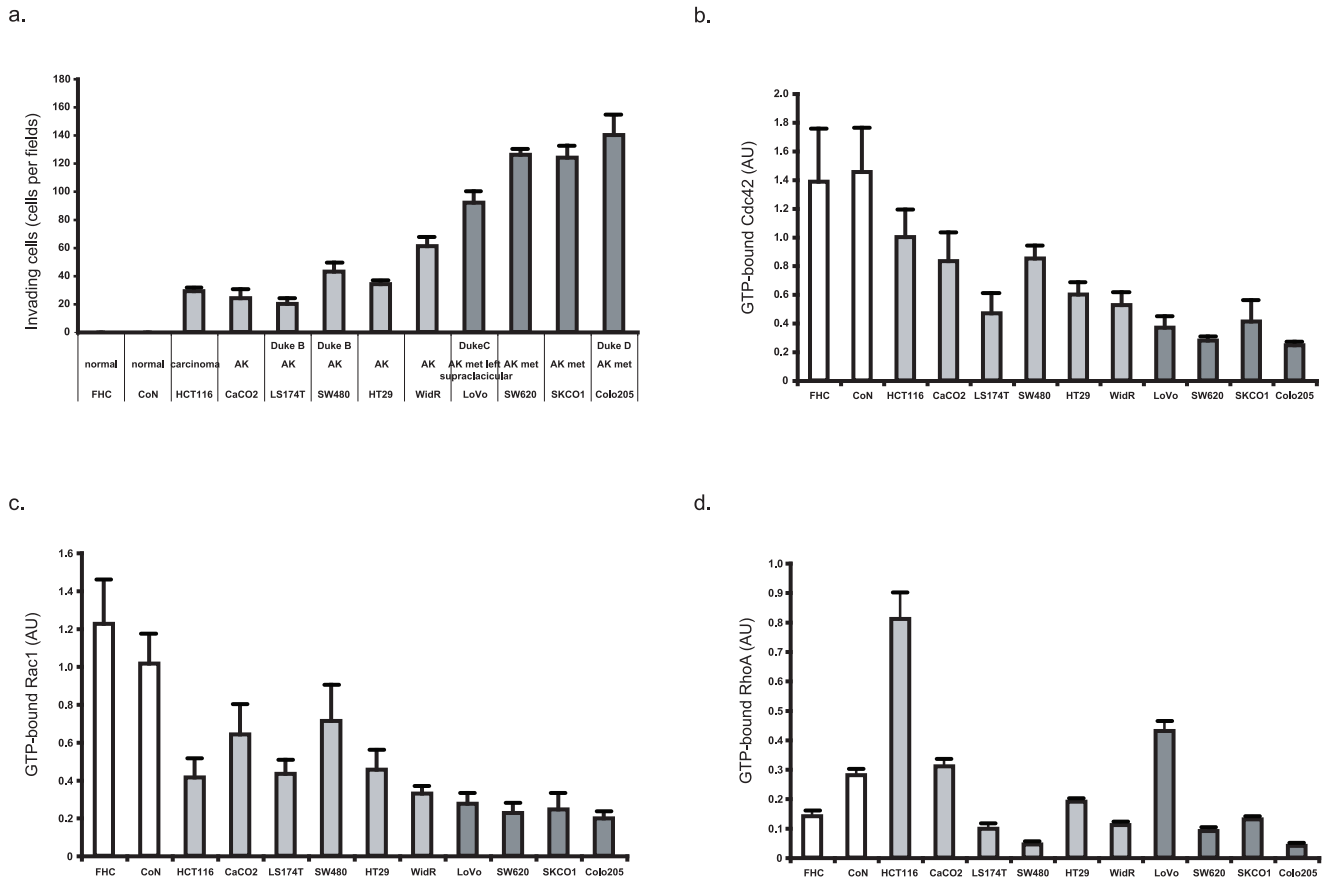 a.
Invading cells (cells per fields)
180
160
140
120
100
80
60
40
20
0
Duke B Duke B DukeC Duke D
normal normal carcinoma AK AK AK AK AK AK met left AK met AK met AK met
supraclacicular
FHC CoN HCT116 CaCO2 LS174T SW480 HT29 WidR LoVo SW620 SKCO1 Colo205
b.
GTP-bound Cdc42 (AU)
2.0
1.8
1.6
1.4
1.2
1.0
0.8
0.6
0.4
0.2
0
FHC CoN HCT116 CaCO2 LS174T SW480 HT29 WidR LoVo SW620 SKCO1 Colo205
c.
GTP-bound Rac1 (AU)
1.6
1.4
1.2
1.0
0.8
0.6
0.4
0.2
0
FHC CoN HCT116 CaCO2 LS174T SW480 HT29 WidR LoVo SW620 SKCO1 Colo205
d.
GTP-bound RhoA (AU)
1.0
0.9
0.8
0.7
0.6
0.5
0.4
0.3
0.2
0.1
0
FHC CoN HCT116 CaCO2 LS174T SW480 HT29 WidR LoVo SW620 SKCO1 Colo205